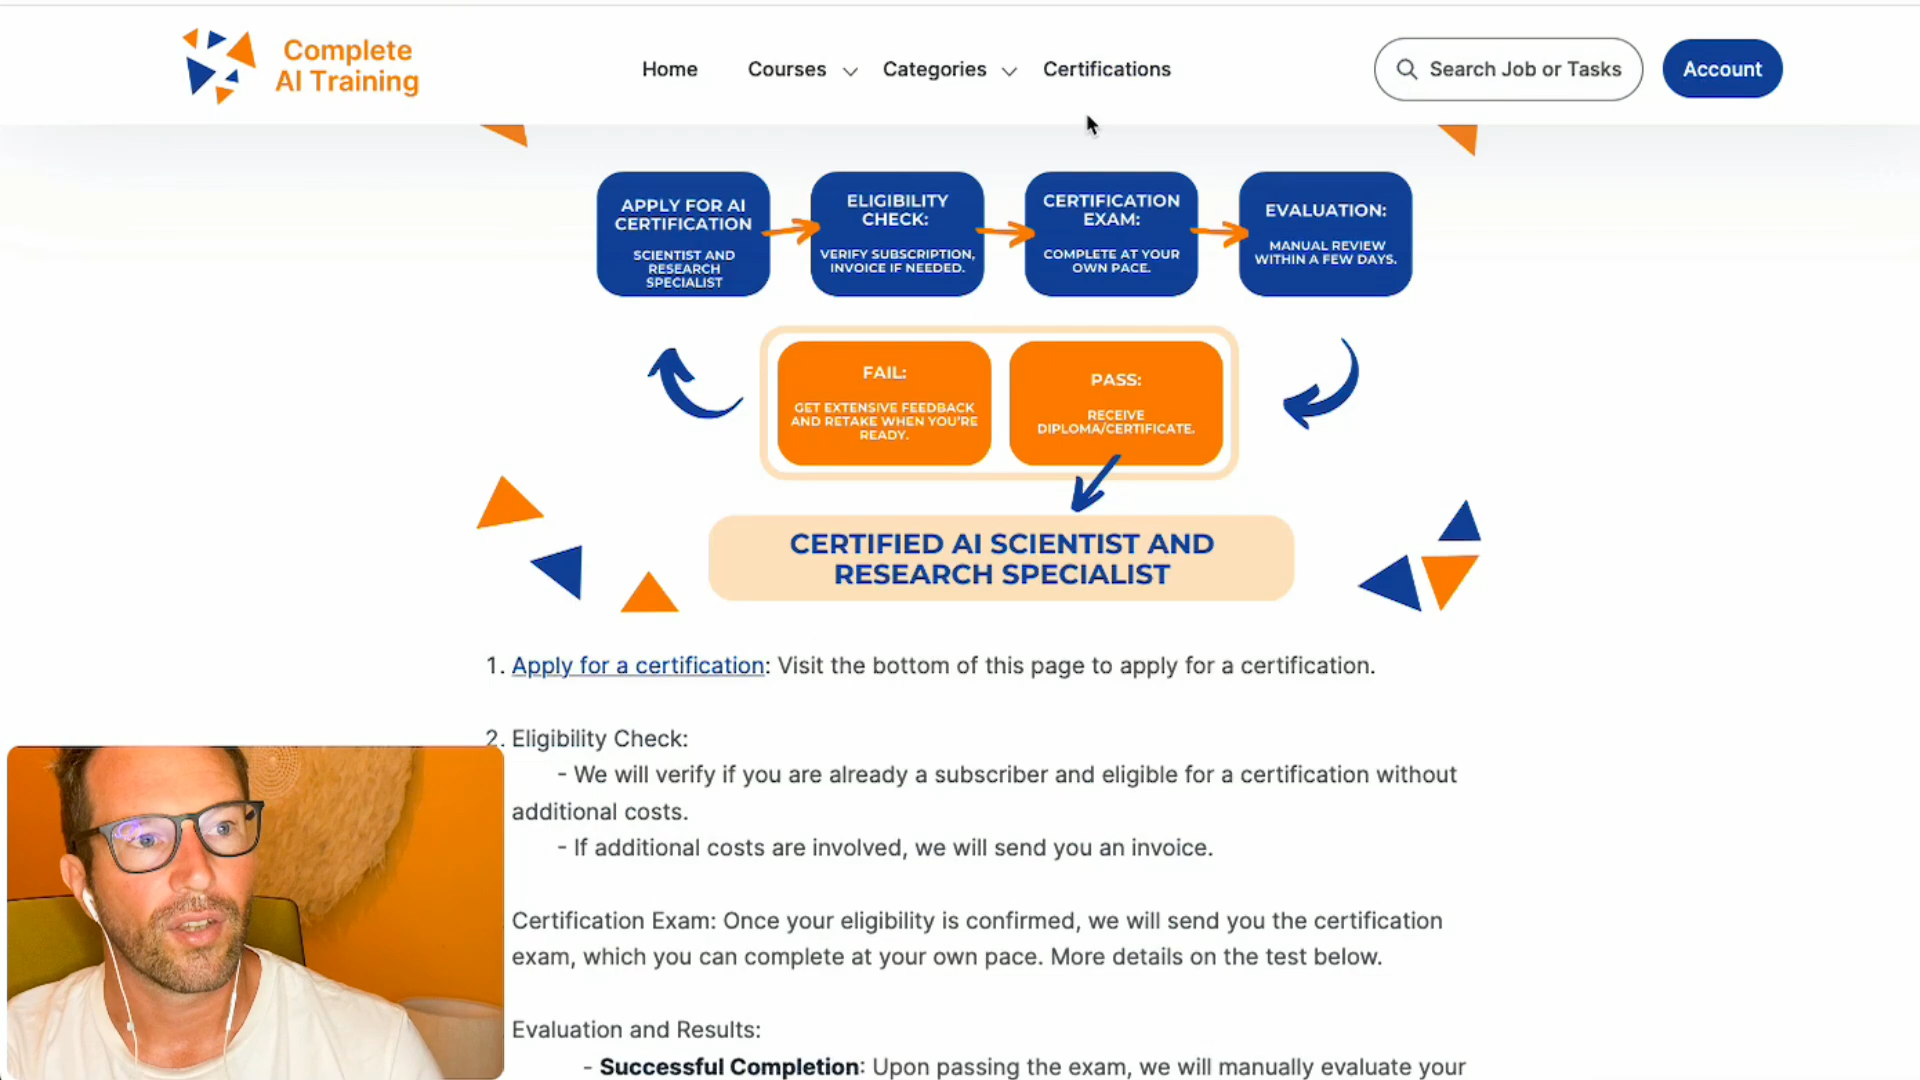 Complete
AI Training
Home
Courses
Categories
Certifications
Search Job or Tasks
Account
APPLY FOR AI
CERTIFICATION
SCIENTIST AND
RESEARCH
SPECIALIST
ELIGIBILITY
CHECK:
VERIFY SUBSCRIPTION,
INVOICE IF NEEDED.
CERTIFICATION
EXAM:
COMPLETE AT YOUR
OWN PACE.
EVALUATION:
MANUAL REVIEW
WITHIN A FEW DAYS.
FAIL:
GET EXTENSIVE FEEDBACK
AND RETAKE WHEN YOU'RE
READY.
PASS:
RECEIVE
DIPLOMA/CERTIFICATE.
CERTIFIED AI SCIENTIST AND
RESEARCH SPECIALIST
1. Apply for a certification: Visit the bottom of this page to apply for a certification.
2. Eligibility Check:
- We will verify if you are already a subscriber and eligible for a certification without
additional costs.
- If additional costs are involved, we will send you an invoice.
Certification Exam: Once your eligibility is confirmed, we will send you the certification
exam, which you can complete at your own pace. More details on the test below.
Evaluation and Results:
- Successful Completion: Upon passing the exam, we will manually evaluate your